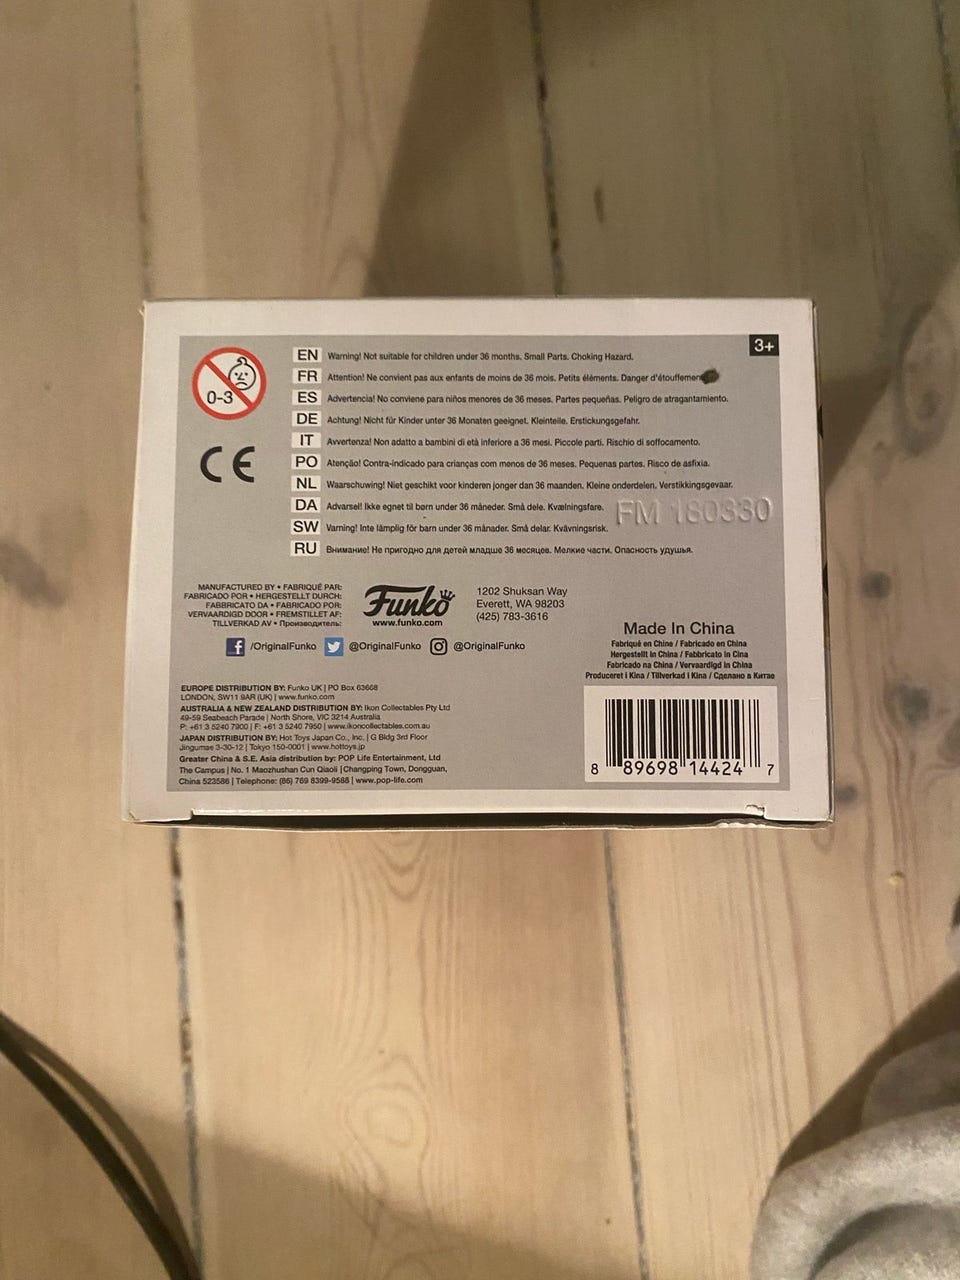 3+
0-3
EN Warning! Not suitable for children under 36 months. Small Parts. Choking Hazard.
FR Attention! Ne convient pas aux enfants de moins de 36 mois. Petits éléments. Danger d'étouffement
ES Advertencia! No conviene para niños menores de 36 meses. Partes pequeñas. Peligro de atragantamiento.
DE Achtung! Nicht für Kinder unter 36 Monaten geeignet. Kleinteile. Erstickungsgefahr.
IT Avvertenza! Non adatto a bambini di età inferiore a 36 mesi. Piccole parti. Rischio di soffocamento.
PO Atenção! Contra-indicado para crianças com menos de 36 meses. Pequenas partes. Risco de asfixia.
NL Waarschuwing! Niet geschikt voor kinderen jonger dan 36 maanden. Kleine onderdelen. Verstikkingsgevaar.
DA Advarsel! Ikke egnet til børn under 36 måneder. Små dele. Kvælningsfare.
SW Varning! Inte lämplig för barn under 36 månader. Små delar. Kvävningsrisk.
RU Внимание! Не пригодно для детей младше 36 месяцев. Мелкие части. Опасность удушья.
CE
FM 180330
MANUFACTURED BY • FABRIQUÉ PAR:
FABRICADO POR • HERGESTELLT DURCH:
FABBRICATO DA • FABRICADO POR:
VERVAARDIGD DOOR • FREMSTILLET AF:
TILLVERKAD AV • Производитель:
Funko
www.funko.com
1202 Shuksan Way
Everett, WA 98203
(425) 783-3616
/OriginalFunko @OriginalFunko @OriginalFunko
Made In China
Fabriqué en Chine / Fabricado en China
Hergestellt in China / Fabbricato in Cina
Fabricado na China / Vervaardigd in China
Produceret i Kina / Tillverkad i Kina / Сделано в Китае
EUROPE DISTRIBUTION BY: Funko UK | PO Box 63668
LONDON, SW11 9AR (UK) | www.funko.com
AUSTRALIA & NEW ZEALAND DISTRIBUTION BY: Ikon Collectables Pty Ltd
49-59 Seabeach Parade | North Shore, VIC 3214 Australia
P: +61 3 5240 7900 | F: +61 3 5240 7950 | www.ikoncollectables.com.au
JAPAN DISTRIBUTION BY: Hot Toys Japan Co., Inc. | G Bldg 3rd Floor
Jingumae 3-30-12 | Tokyo 150-0001 | www.hottoys.jp
Greater China & S.E. Asia distribution by: POP Life Entertainment, Ltd
The Campus | No. 1 Maozhushan Cun Qiaoli | Changping Town, Dongguan,
China 523586 | Telephone: (86) 769 8399-9588 | www.pop-life.com
8 89698 14424 7